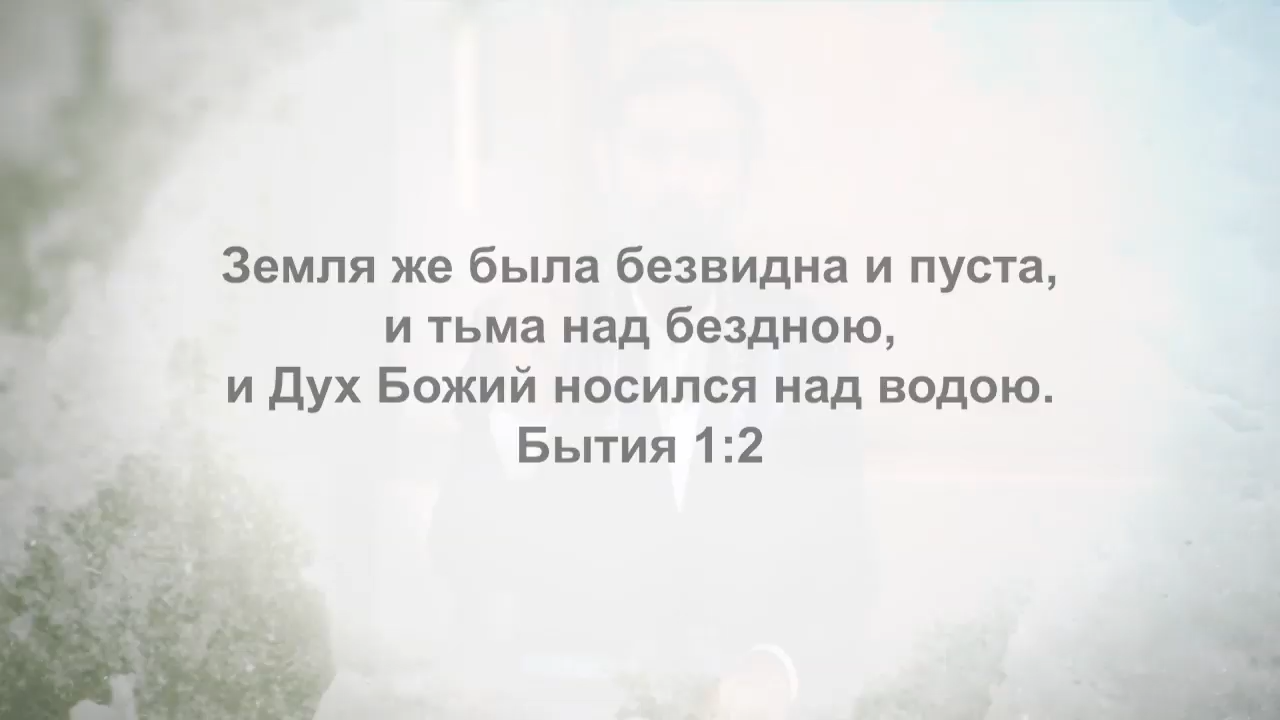 Земля же была безвидна и пуста,
и тьма над бездною,
и Дух Божий носился над водою.
Бытия 1:2